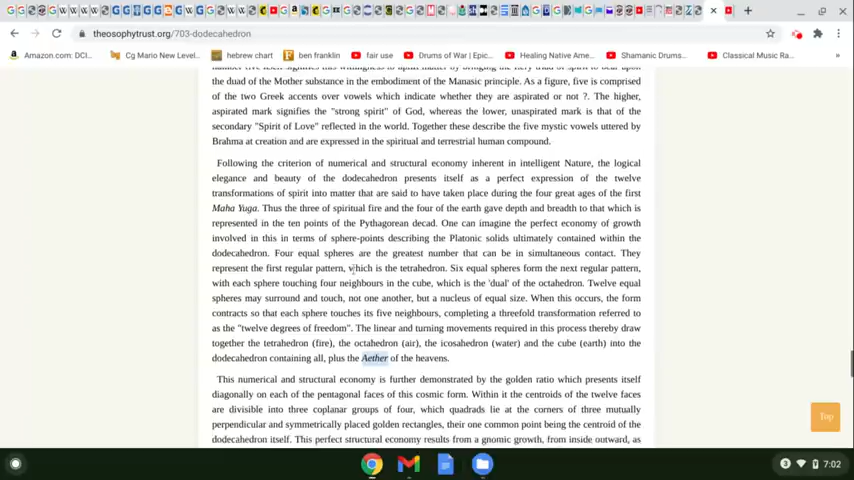 theosophytrust.org/703-dodecahedron
Amazon.com: DCI...
Cg Mario New Level...
hebrew chart
ben franklin
fair use
Drums of War | Epic...
Healing Native Ame...
Shamanic Drums...
Classical Music Rara...
»
the duad of the Mother substance in the embodiment of the Manasic principle. As a figure, five is comprised
of the two Greek accents over vowels which indicate whether they are aspirated or not ?. The higher,
aspirated mark signifies the "strong spirit" of God, whereas the lower, unaspirated mark is that of the
secondary "Spirit of Love" reflected in the world. Together these describe the five mystic vowels uttered by
Brahma at creation and are expressed in the spiritual and terrestrial human compound.
Following the criterion of numerical and structural economy inherent in intelligent Nature, the logical
elegance and beauty of the dodecahedron presents itself as a perfect expression of the twelve
transformations of spirit into matter that are said to have taken place during the four great ages of the first
Maha Yuga. Thus the three of spiritual fire and the four of the earth gave depth and breadth to that which is
represented in the ten points of the Pythagorean decad. One can imagine the perfect economy of growth
involved in this in terms of sphere-points describing the Platonic solids ultimately contained within the
dodecahedron. Four equal spheres are the greatest number that can be in simultaneous contact. They
represent the first regular pattern, which is the tetrahedron. Six equal spheres form the next regular pattern,
with each sphere touching four neighbours in the cube, which is the 'dual' of the octahedron. Twelve equal
spheres may surround and touch, not one another, but a nucleus of equal size. When this occurs, the form
contracts so that each sphere touches its five neighbours, completing a threefold transformation referred to
as the "twelve degrees of freedom". The linear and turning movements required in this process thereby draw
together the tetrahedron (fire), the octahedron (air), the icosahedron (water) and the cube (earth) into the
dodecahedron containing all, plus the Aether of the heavens.
This numerical and structural economy is further demonstrated by the golden ratio which presents itself
diagonally on each of the pentagonal faces of this cosmic form. Within it the centroids of the twelve faces
are divisible into three coplanar groups of four, which quadrads lie at the corners of three mutually
perpendicular and symmetrically placed golden rectangles, their one common point being the centroid of the
dodecahedron itself. This perfect structural economy results from a gnomic growth, from inside outward, as
Top
3
7:02